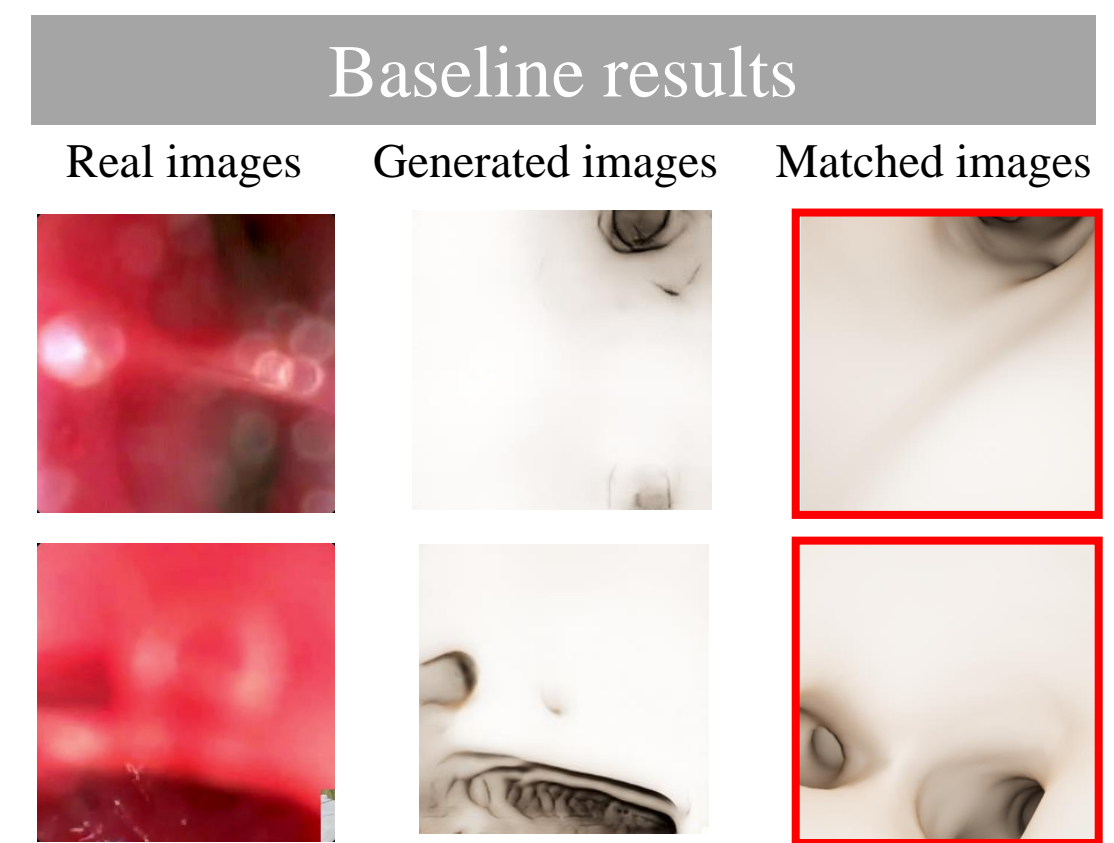 Baseline results
Real images
Generated images
Matched images